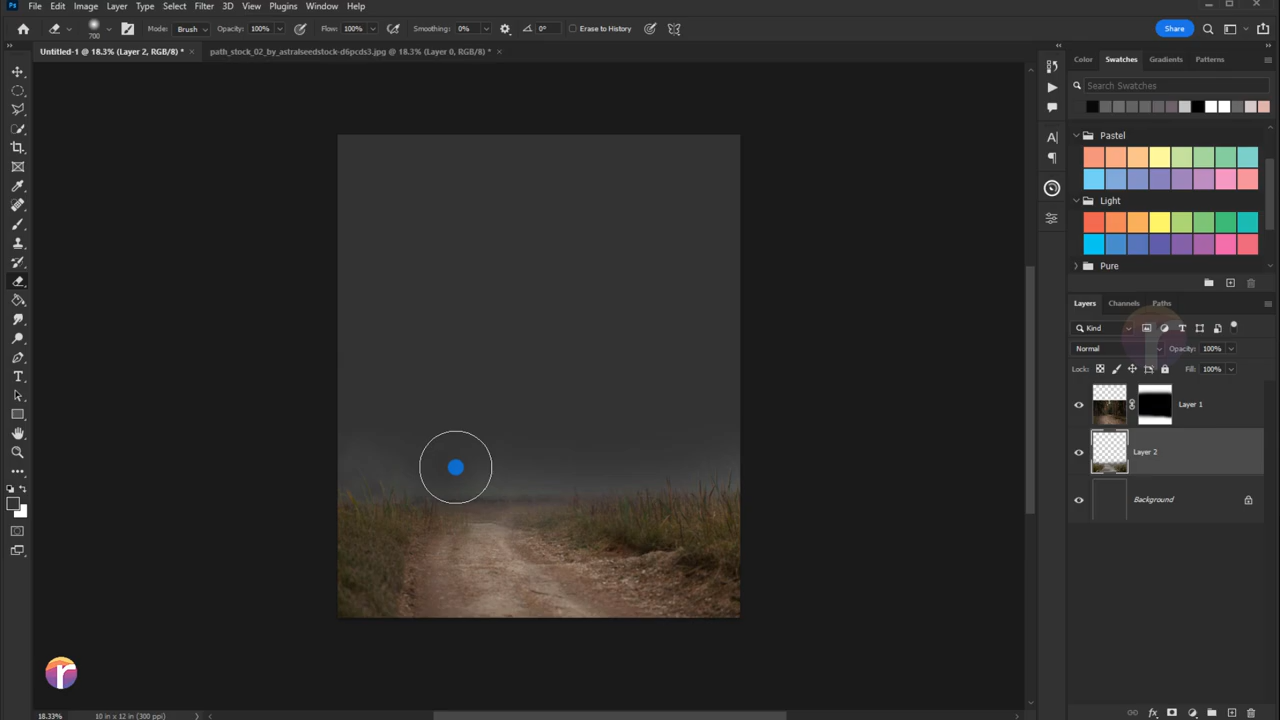 Ps File Edit Image Layer Type Select Filter 3D View Plugins Window Help
700 Mode: Brush Opacity: 100% Flow: 100% Smoothing: 0% 0° Erase to History Share
Untitled-1 @ 18.3% (Layer 2, RGB/8) * × path_stock_02_by_astralseedstock-d6pcds3.jpg @ 18.3% (Layer 0, RGB/8) * ×
Color Swatches Gradients Patterns
Search Swatches
Pastel
Light
Pure
Layers Channels Paths
Kind
Normal Opacity: 100%
Lock: Fill: 100%
Layer 1
Layer 2
Background
r
18.33% 10 in x 12 in (300 ppi)